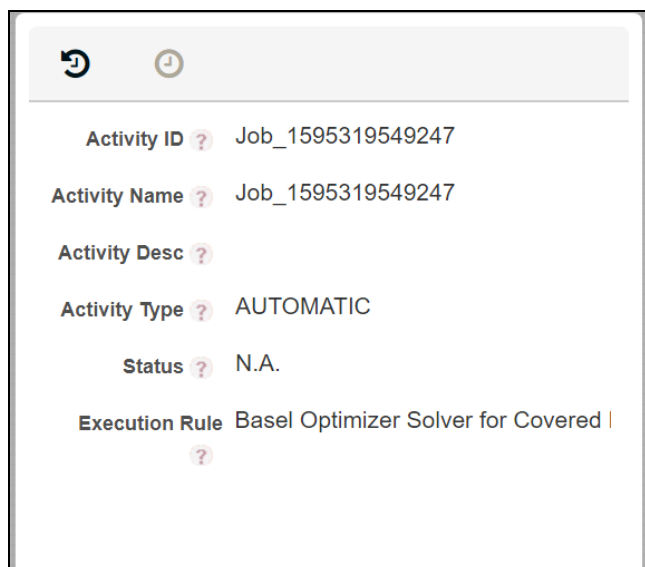 Activity ID ? Job_1595319549247
Activity Name ? Job_1595319549247
Activity Desc ?
Activity Type ? AUTOMATIC
Status ? N.A.
Execution Rule Basel Optimizer Solver for Covered
?